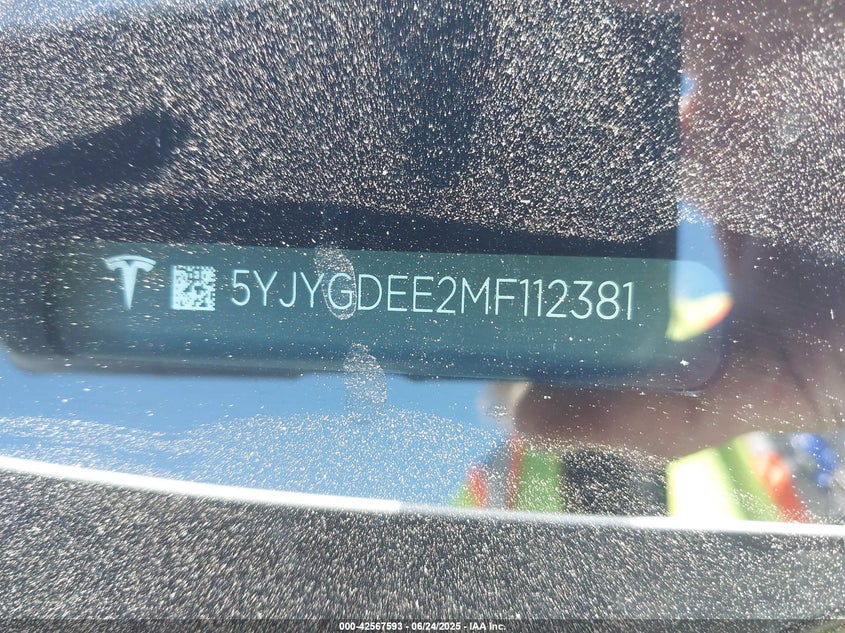 5YJYGDEE2MF112381
000-42567593 - 06/24/2025 - IAA Inc.